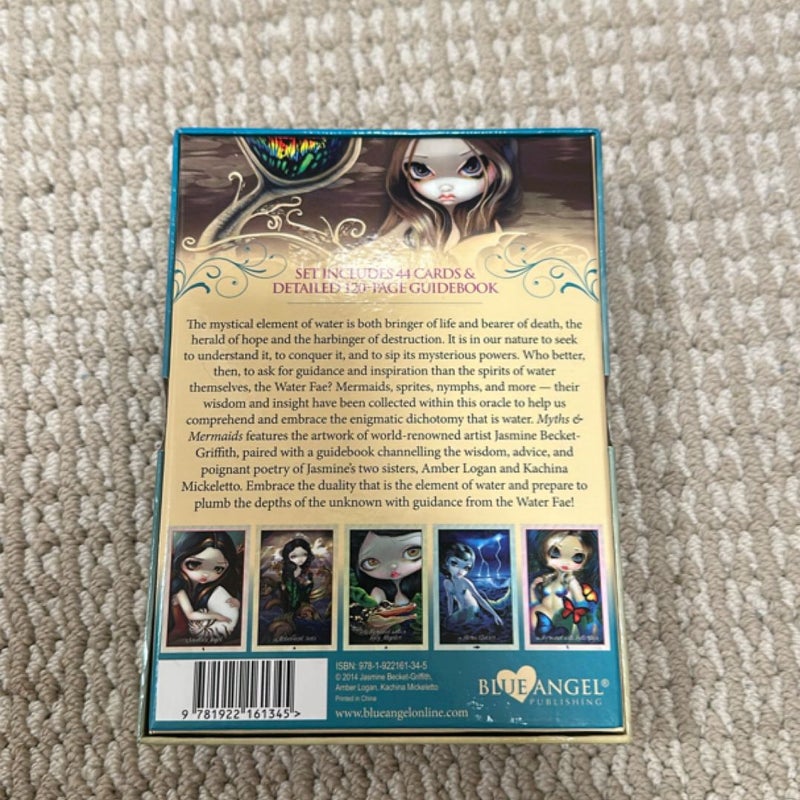 SET INCLUDES 44 CARDS &
DETAILED 120-PAGE GUIDEBOOK
The mystical element of water is both bringer of life and bearer of death, the
herald of hope and the harbinger of destruction. It is in our nature to seek
to understand it, to conquer it, and to sip its mysterious powers. Who better,
then, to ask for guidance and inspiration than the spirits of water
themselves, the Water Fae? Mermaids, sprites, nymphs, and more — their
wisdom and insight have been collected within this oracle to help us
comprehend and embrace the enigmatic dichotomy that is water. Myths &
Mermaids features the artwork of world-renowned artist Jasmine Becket-
Griffith, paired with a guidebook channelling the wisdom, advice, and
poignant poetry of Jasmine's two sisters, Amber Logan and Kachina
Mickeletto. Embrace the duality that is the element of water and prepare to
plumb the depths of the unknown with guidance from the Water Fae!
ISBN: 978-1-922161-34-5
© 2014 Jasmine Becket-Griffith,
Amber Logan, Kachina Mickeletto
Printed in China
www.blueangelonline.com
9 781922 161345 >
BLUE ANGEL®
PUBLISHING